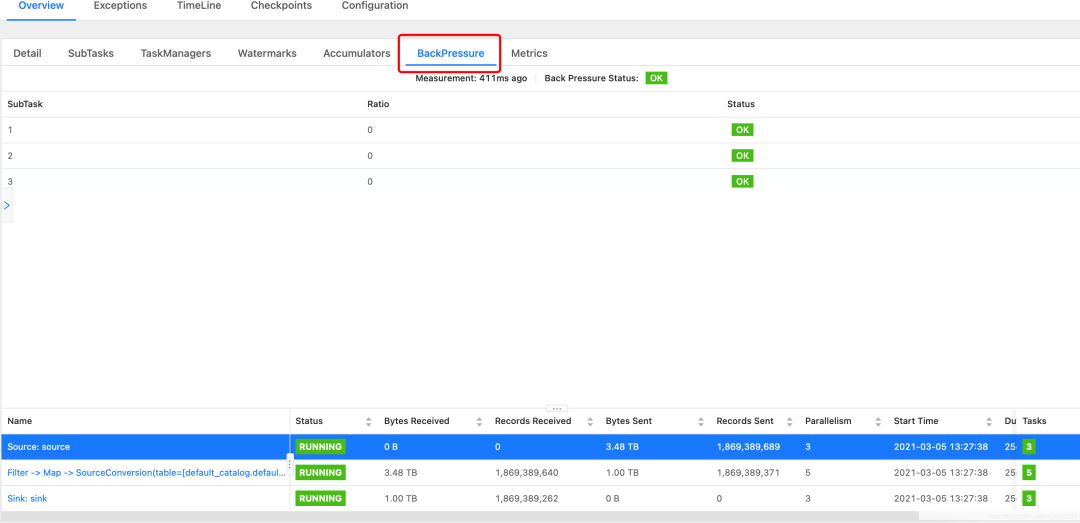 Overview Exceptions TimeLine Checkpoints Configuration
Detail SubTasks TaskManagers Watermarks Accumulators BackPressure Metrics
Measurement: 411ms ago Back Pressure Status: OK
SubTask Ratio Status
1 0 OK
2 0 OK
3 0 OK
Name Status Bytes Received Records Received Bytes Sent Records Sent Parallelism Start Time Du Tasks
Source: source RUNNING 0 B 0 3.48 TB 1,869,389,689 3 2021-03-05 13:27:38 25 3
Filter -> Map -> SourceConversion(table=[default_catalog.defaul... RUNNING 3.48 TB 1,869,389,640 1.00 TB 1,869,389,371 5 2021-03-05 13:27:38 25 5
Sink: sink RUNNING 1.00 TB 1,869,389,262 0 B 0 3 2021-03-05 13:27:38 25 3